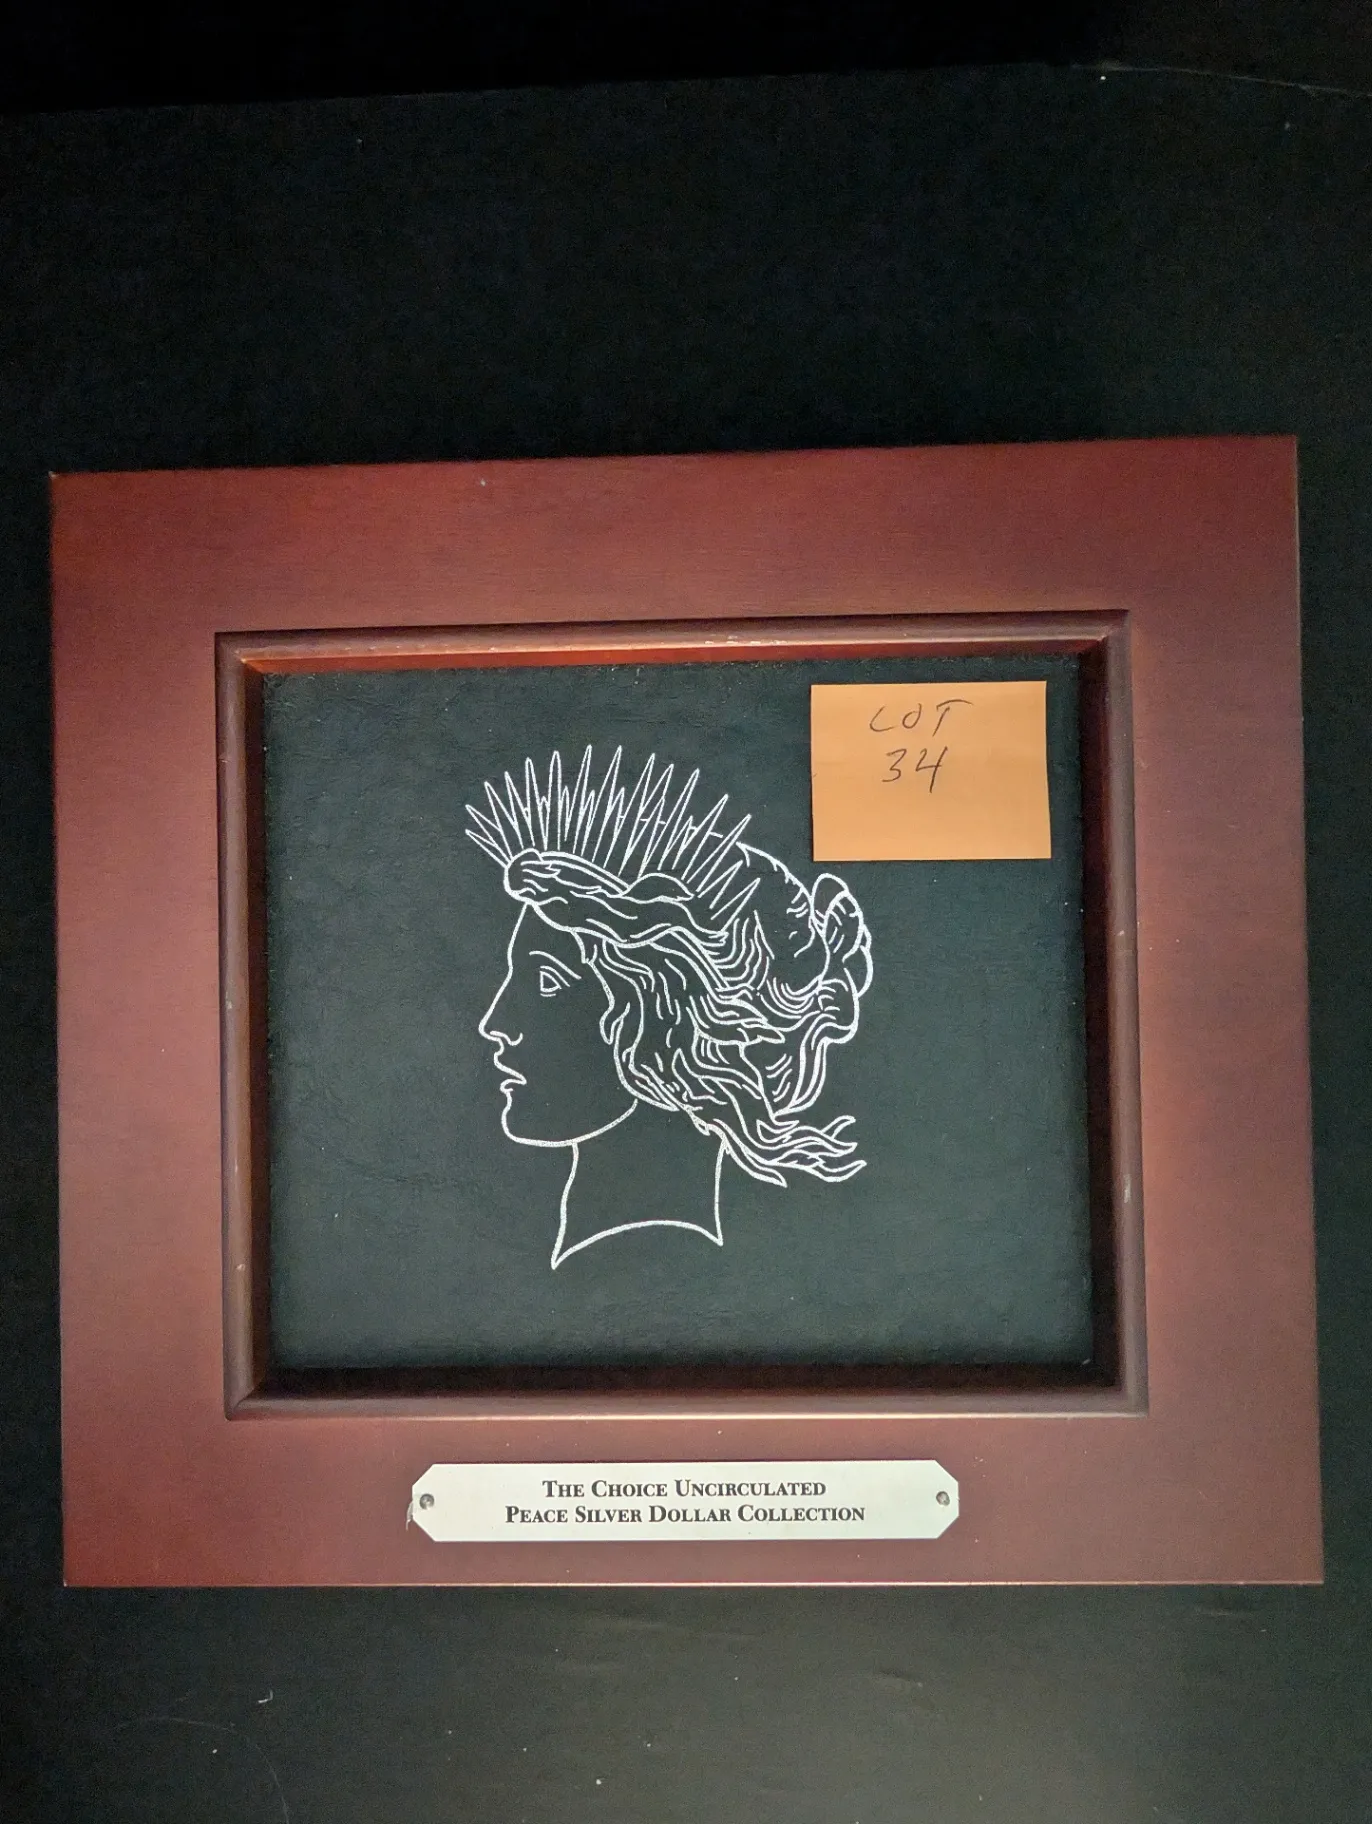 LOT
34
THE CHOICE UNCIRCULATED
PEACE SILVER DOLLAR COLLECTION